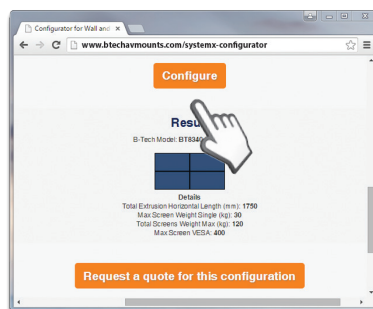 Configurator for Wall and
www.btechavmounts.com/systemx-configurator
Configure
Resu
B-Tech Model: BT8340
Details
Total Extrusion Horizontal Length (mm): 1750
Max Screen Weight Single (kg): 30
Total Screens Weight Max (kg): 120
Max Screen VESA: 400
Request a quote for this configuration